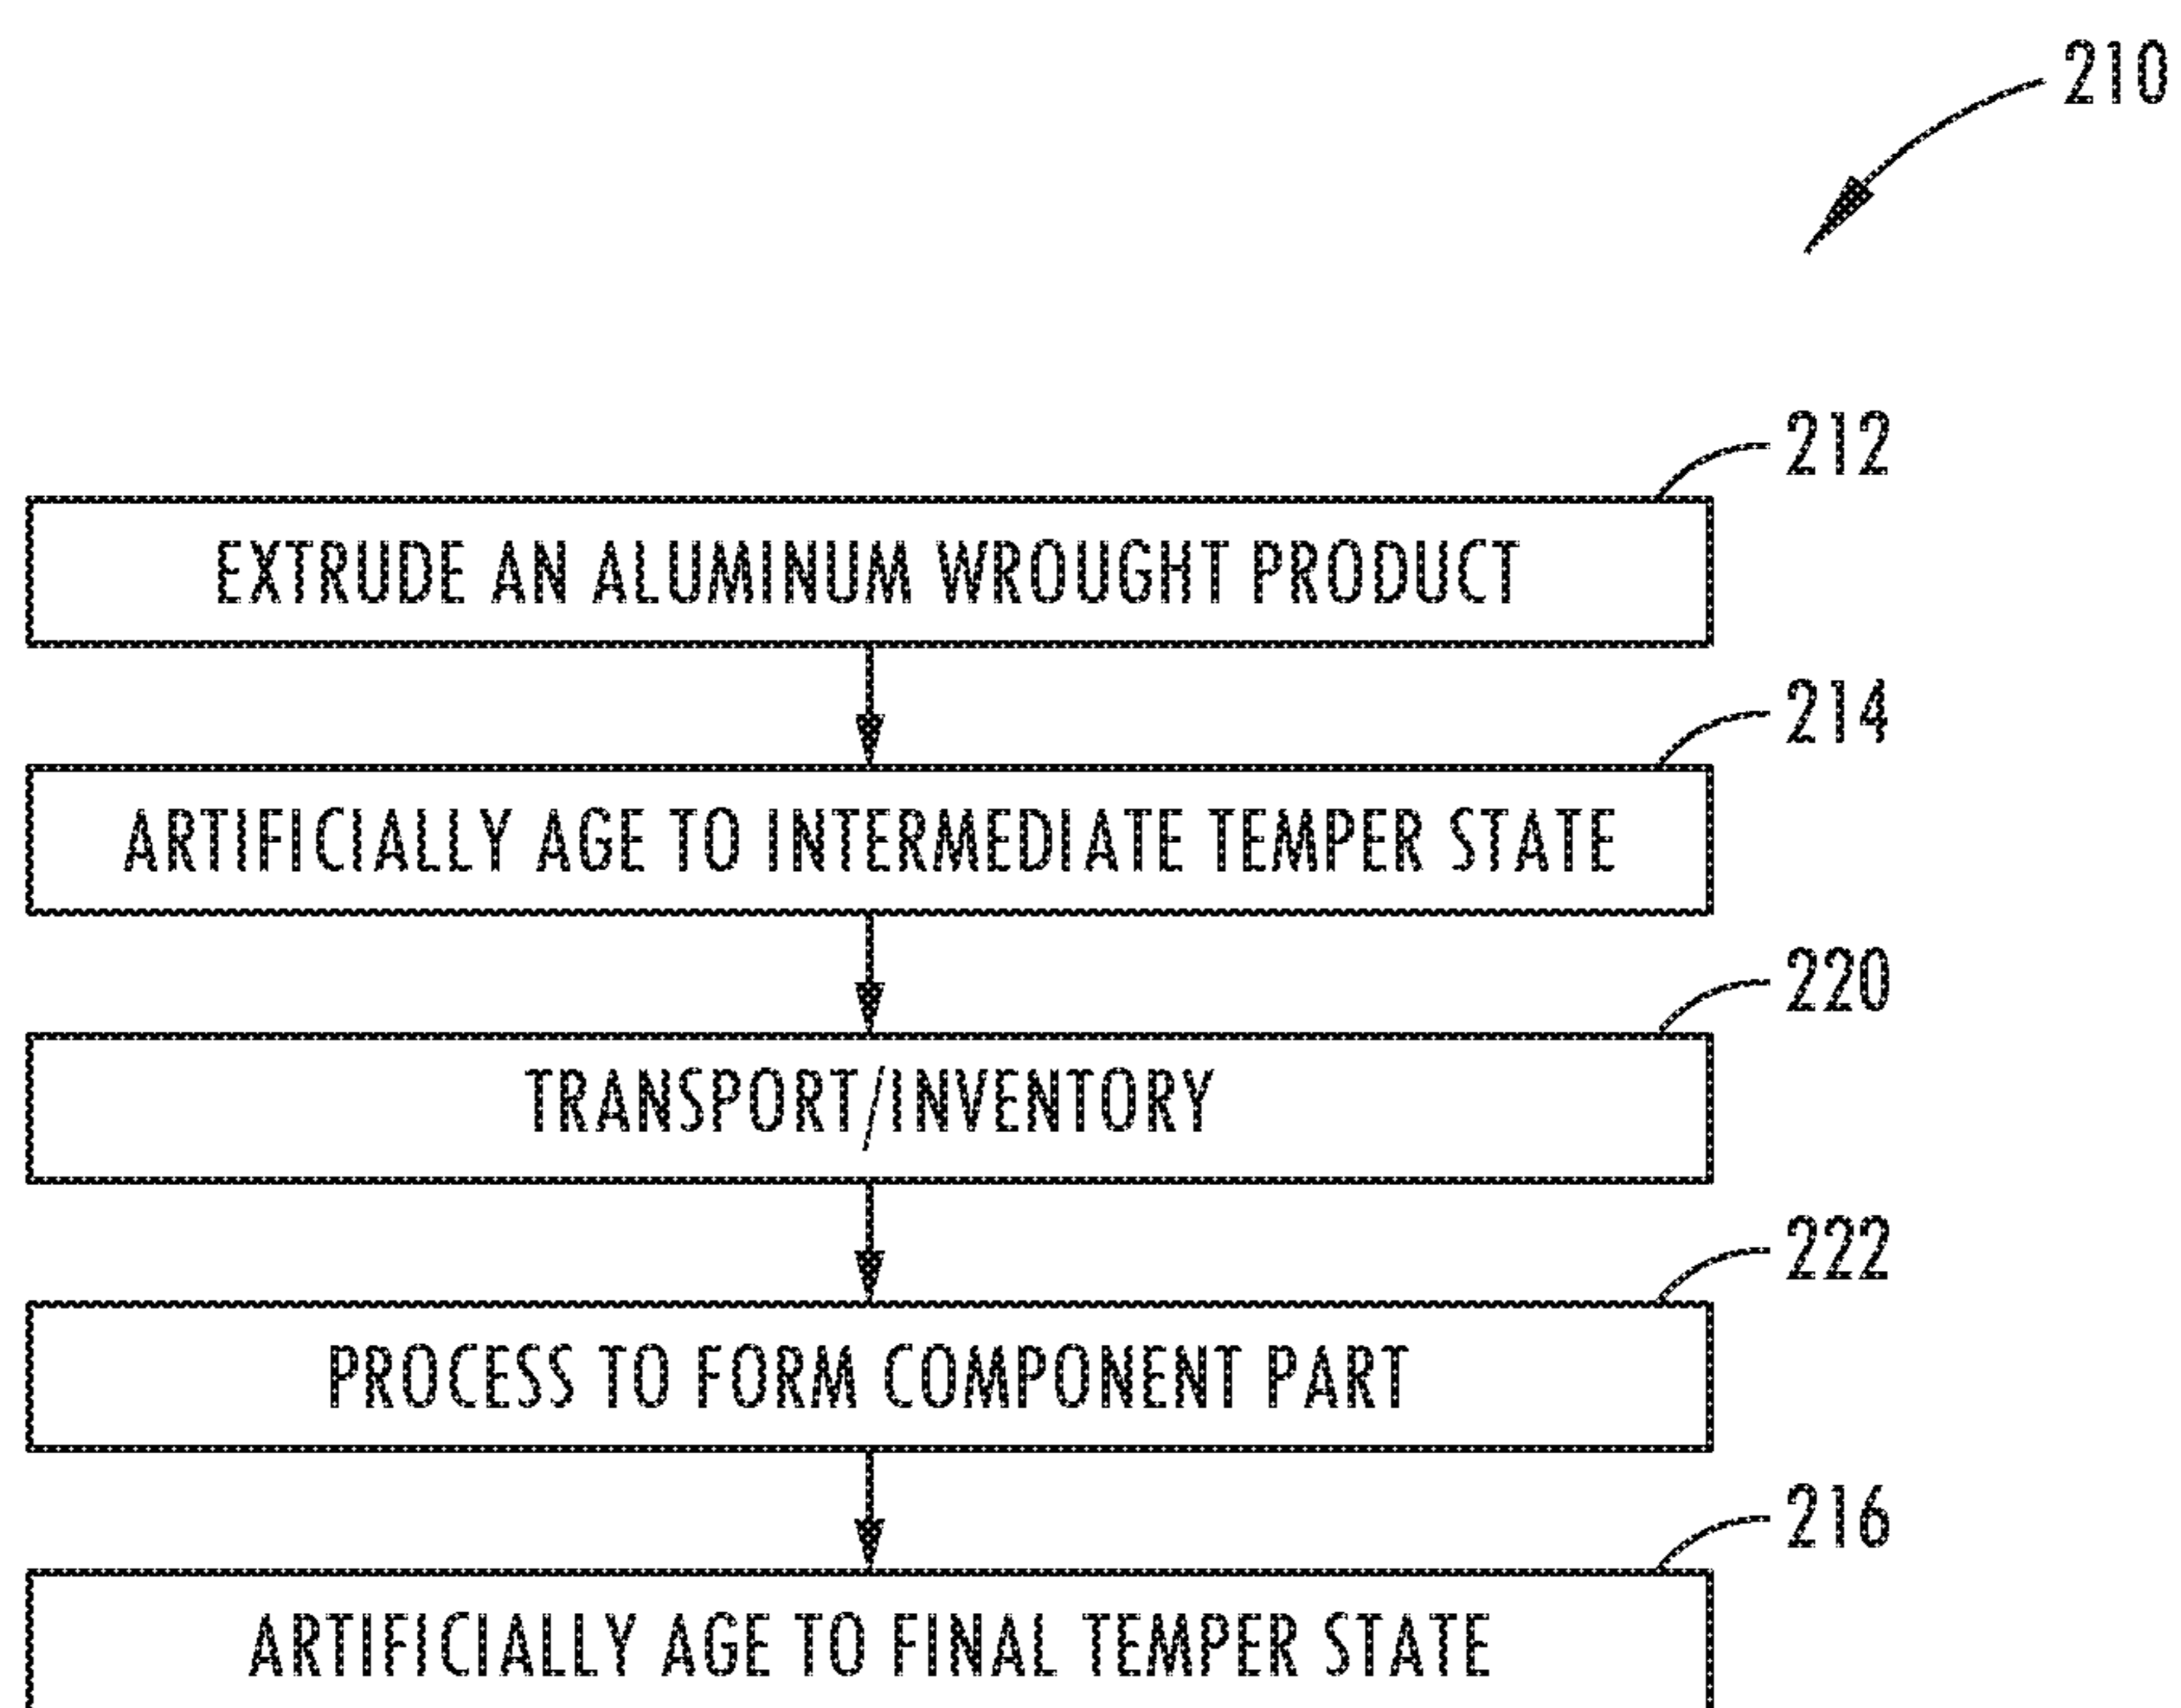 210
212
EXTRUDE AN ALUMINUM WROUGHT PRODUCT
214
ARTIFICIALLY AGE TO INTERMEDIATE TEMPER STATE
220
TRANSPORT/INVENTORY
222
PROCESS TO FORM COMPONENT PART
216
ARTIFICIALLY AGE TO FINAL TEMPER STATE